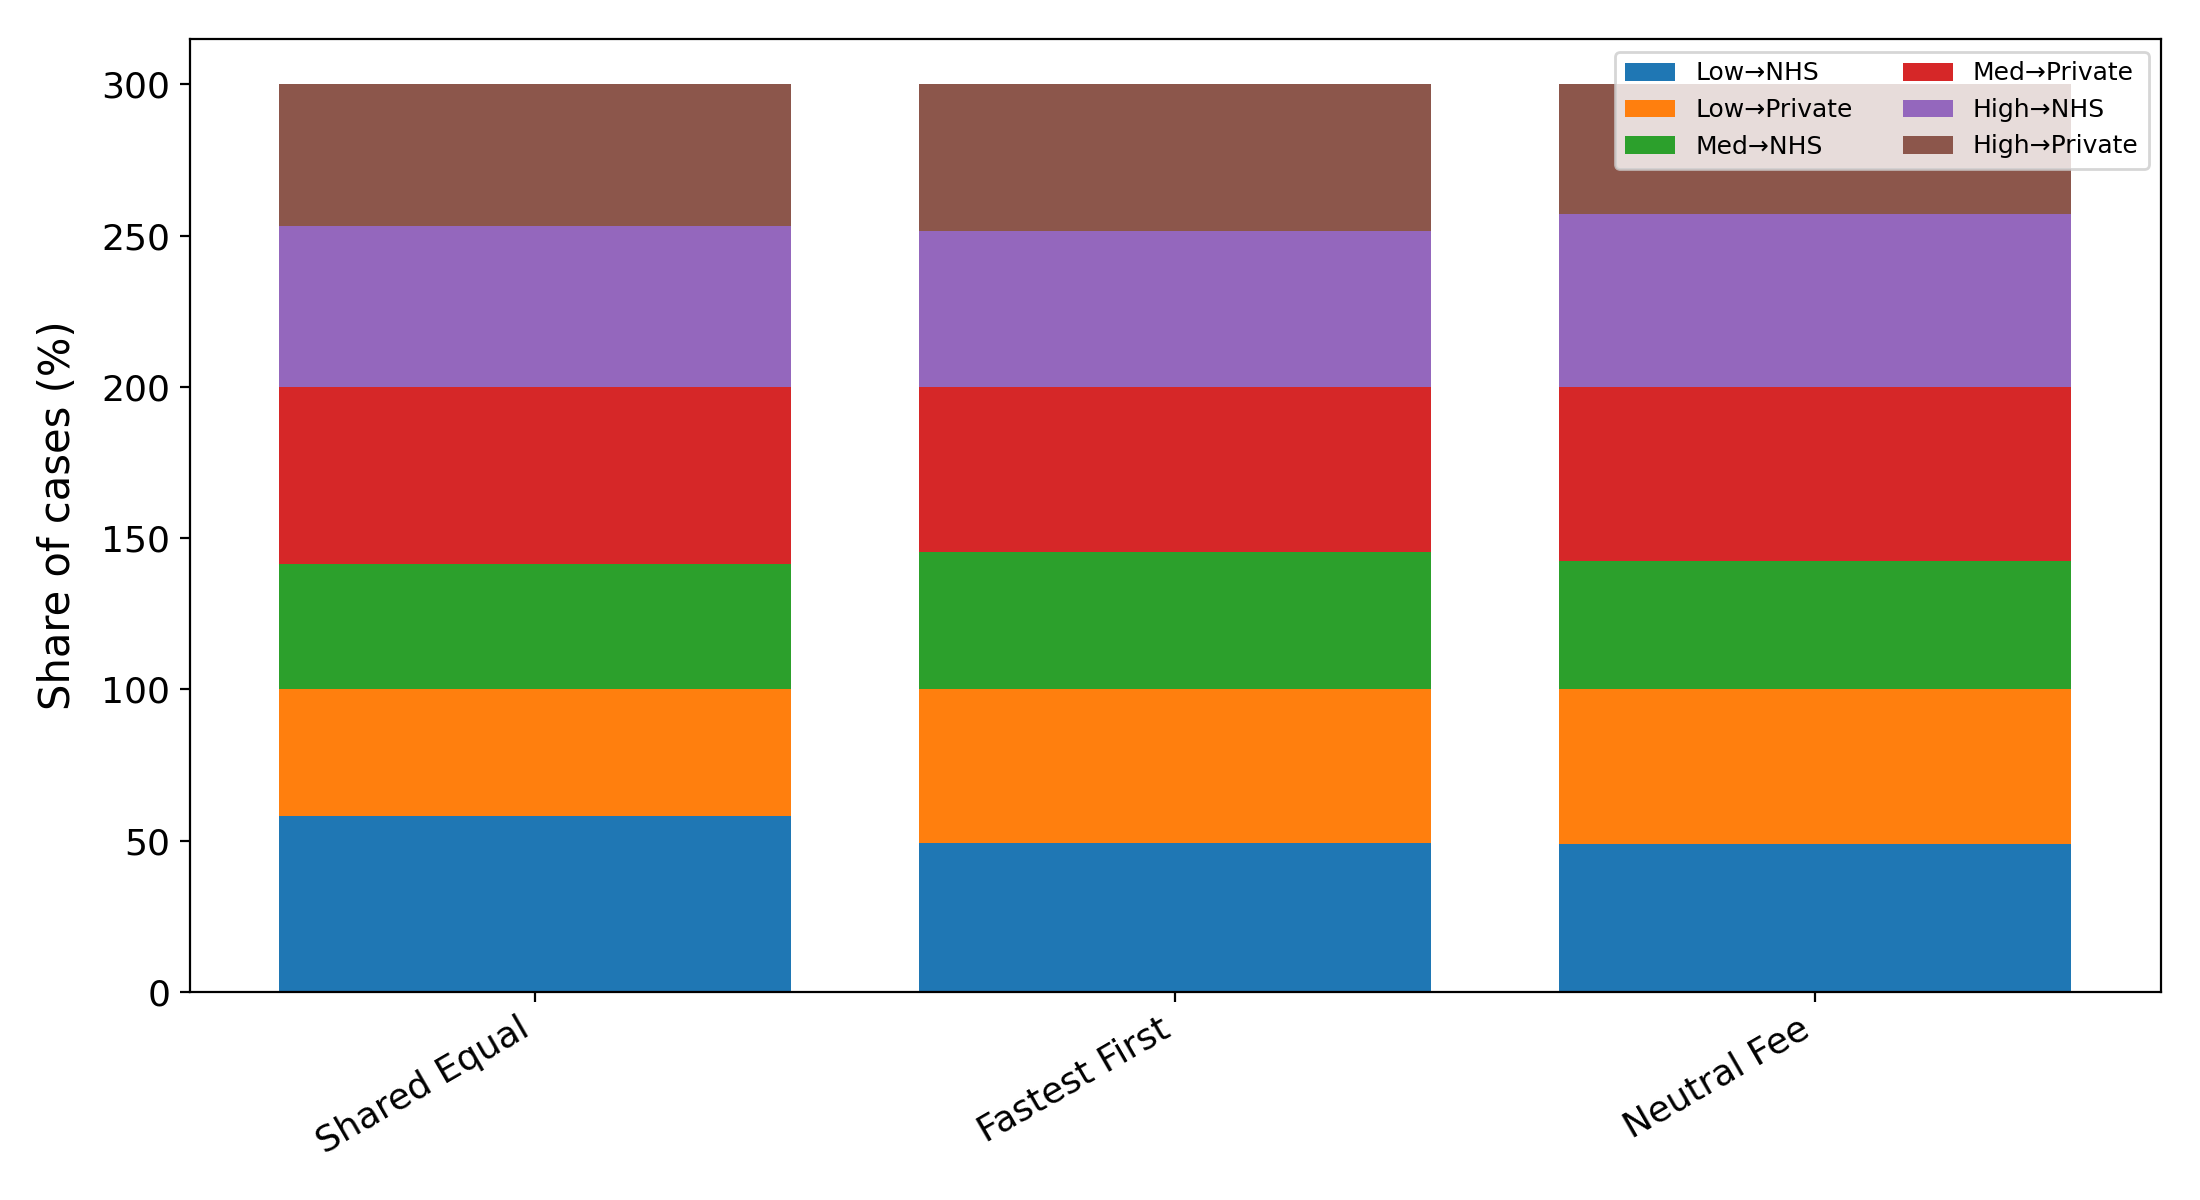 300
250
200
150
100
50
0
Share of cases (%)
Low→NHS
Low→Private
Med→NHS
Med→Private
High→NHS
High→Private
Shared Equal
Fastest First
Neutral Fee